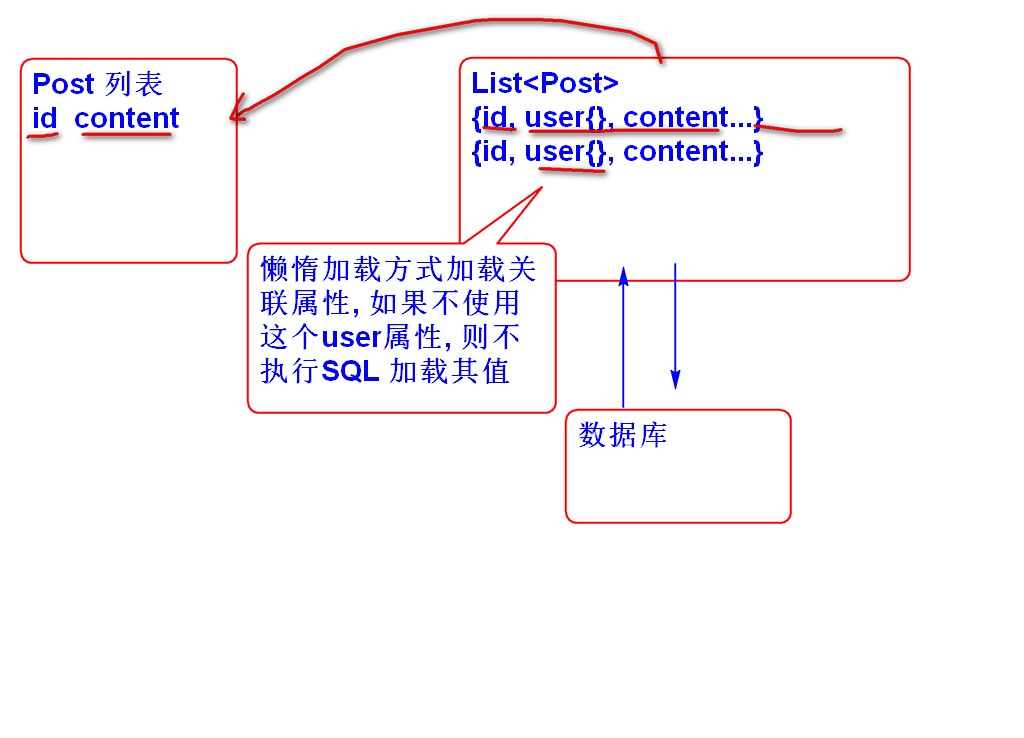 Post 列表
id content
List<Post>
{id, user{}, content...}
{id, user{}, content...}
懒惰加载方式加载关
联属性, 如果不使用
这个user属性, 则不
执行SQL 加载其值
数据库